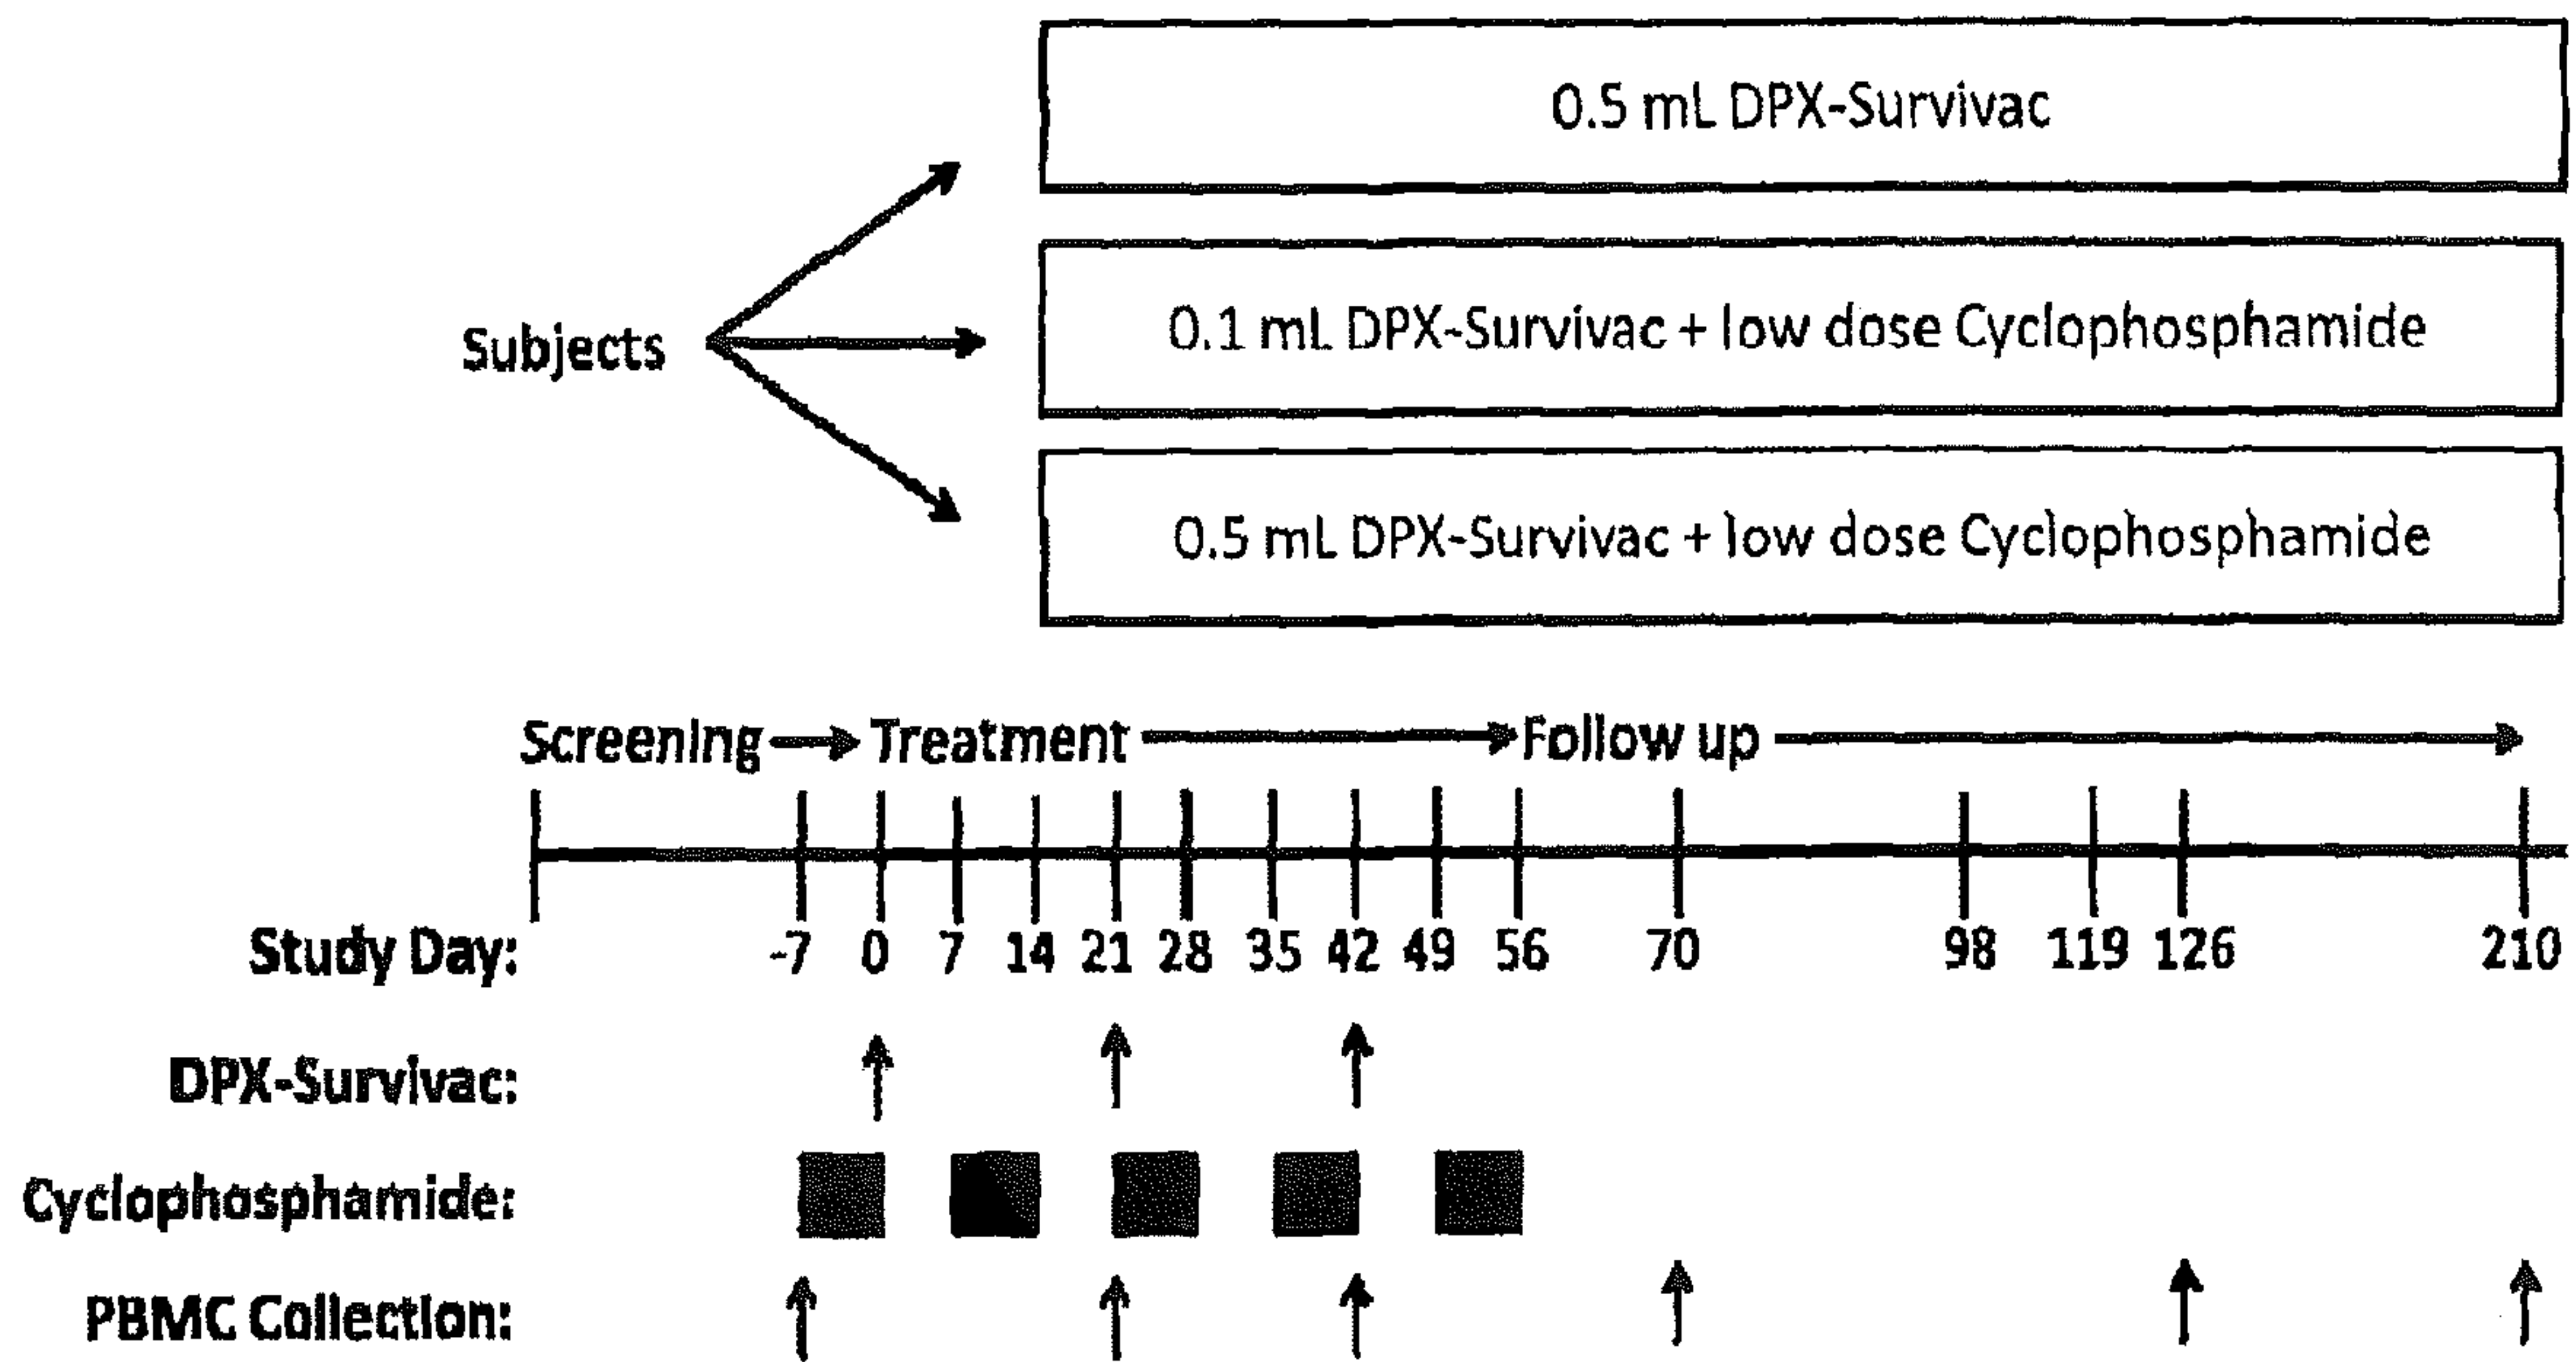 0.5 mL DPX-Survivac
Subjects
0.1 mL DPX-Survivac + low dose Cyclophosphamide
0.5 mL DPX-Survivac + low dose Cyclophosphamide
Screening Treatment Follow up
Study Day: -7 0 7 14 21 28 35 42 49 56 70 98 119 126 210
DPX-Survivac:
Cyclophosphamide:
PBMC Collection: